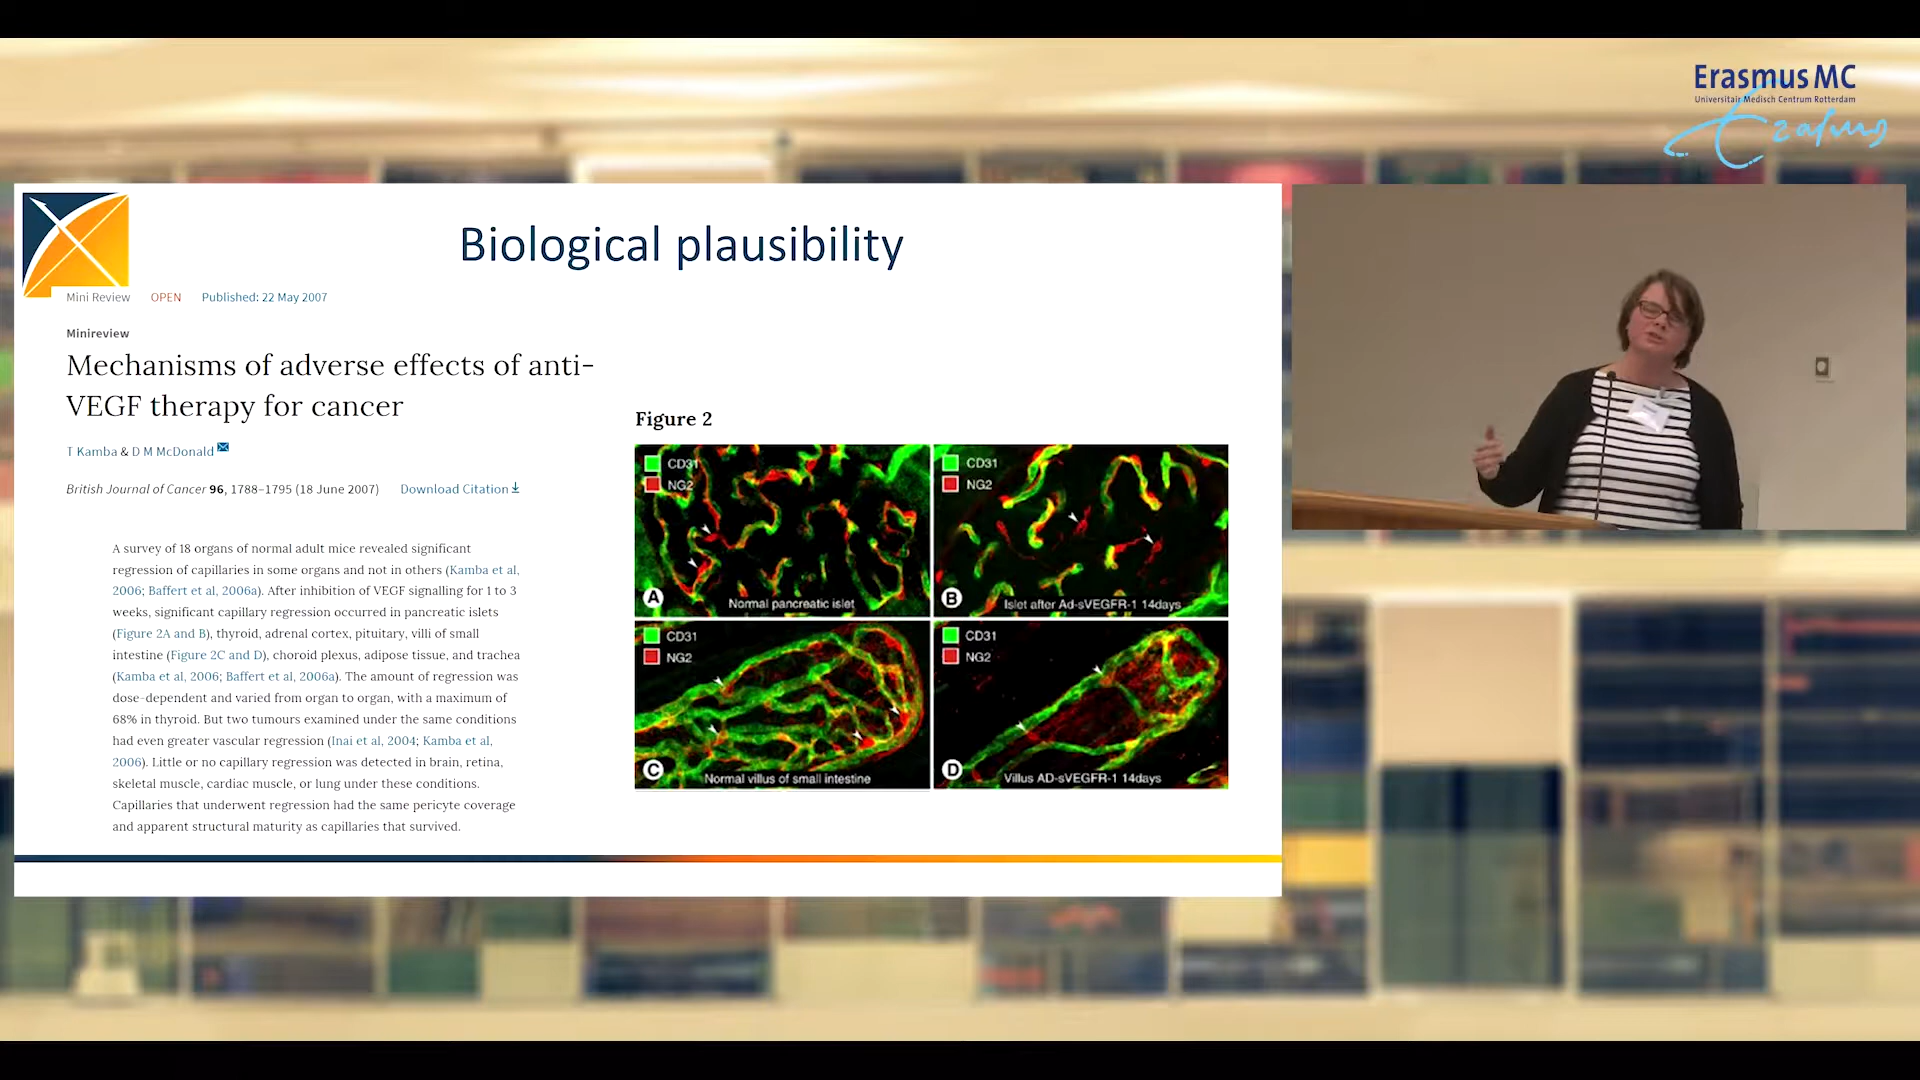 Erasmus MC
Universitair Medisch Centrum Rotterdam
Erasmus
Biological plausibility
Mini Review OPEN Published: 22 May 2007
Minireview
Mechanisms of adverse effects of anti-
VEGF therapy for cancer
T Kamba & D M McDonald
British Journal of Cancer 96, 1788–1795 (18 June 2007) Download Citation
A survey of 18 organs of normal adult mice revealed significant
regression of capillaries in some organs and not in others (Kamba et al,
2006; Baffert et al, 2006a). After inhibition of VEGF signalling for 1 to 3
weeks, significant capillary regression occurred in pancreatic islets
(Figure 2A and B), thyroid, adrenal cortex, pituitary, villi of small
intestine (Figure 2C and D), choroid plexus, adipose tissue, and trachea
(Kamba et al, 2006; Baffert et al, 2006a). The amount of regression was
dose-dependent and varied from organ to organ, with a maximum of
68% in thyroid. But two tumours examined under the same conditions
had even greater vascular regression (Inai et al, 2004; Kamba et al,
2006). Little or no capillary regression was detected in brain, retina,
skeletal muscle, cardiac muscle, or lung under these conditions.
Capillaries that underwent regression had the same pericyte coverage
and apparent structural maturity as capillaries that survived.
Figure 2
CD31
NG2
A
Normal pancreatic islet
CD31
NG2
B
Islet after Ad-sVEGFR-1 14days
CD31
NG2
C
Normal villus of small intestine
CD31
NG2
D
Villus AD-sVEGFR-1 14days